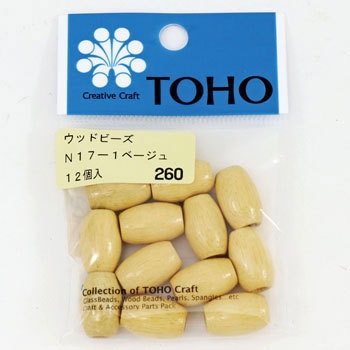 Creative Craft
TOHO
ウッドビーズ
N17ー1ベージュ
12個入 260
Collection of TOHO Craft
GlassBeads, Wood Beads, Pearls, Spangles ...etc
Craft & Accessory Parts Pack